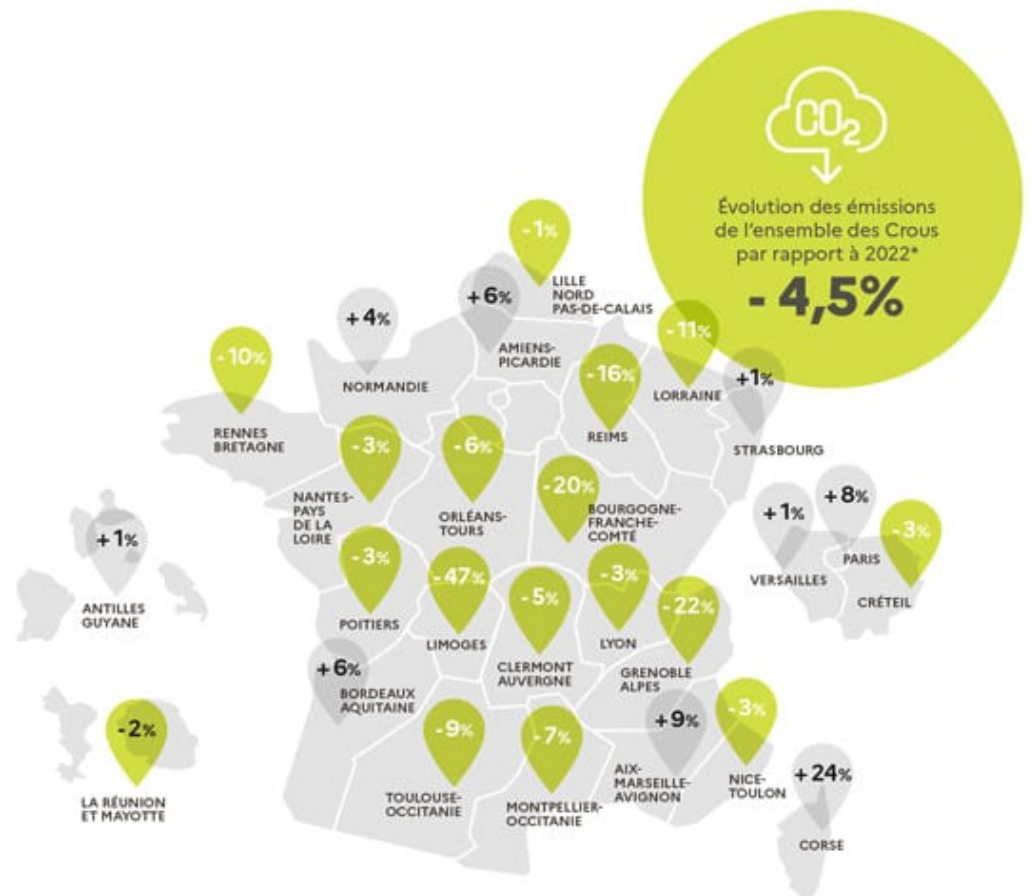 CO2
Évolution des émissions
de l'ensemble des Crous
par rapport à 2022*
- 4,5%
- 1%
LILLE
NORD
PAS-DE-CALAIS
+ 6%
AMIENS-
PICARDIE
+ 4%
NORMANDIE
- 11%
LORRAINE
- 10%
RENNES
BRETAGNE
- 16%
REIMS
+1%
STRASBOURG
- 3%
NANTES-
PAYS
DE LA
LOIRE
- 6%
ORLÉANS-
TOURS
- 20%
BOURGOGNE-
FRANCHE-
COMTÉ
+ 1%
VERSAILLES
+ 8%
PARIS
- 3%
CRÉTEIL
+ 1%
ANTILLES
GUYANE
- 3%
POITIERS
- 47%
LIMOGES
- 5%
CLERMONT
AUVERGNE
- 3%
LYON
- 22%
GRENOBLE
ALPES
+ 6%
BORDEAUX
AQUITAINE
- 2%
LA RÉUNION
ET MAYOTTE
- 9%
TOULOUSE-
OCCITANIE
- 7%
MONTPELLIER-
OCCITANIE
+ 9%
AIX-
MARSEILLE-
AVIGNON
- 3%
NICE-
TOULON
+ 24%
CORSE